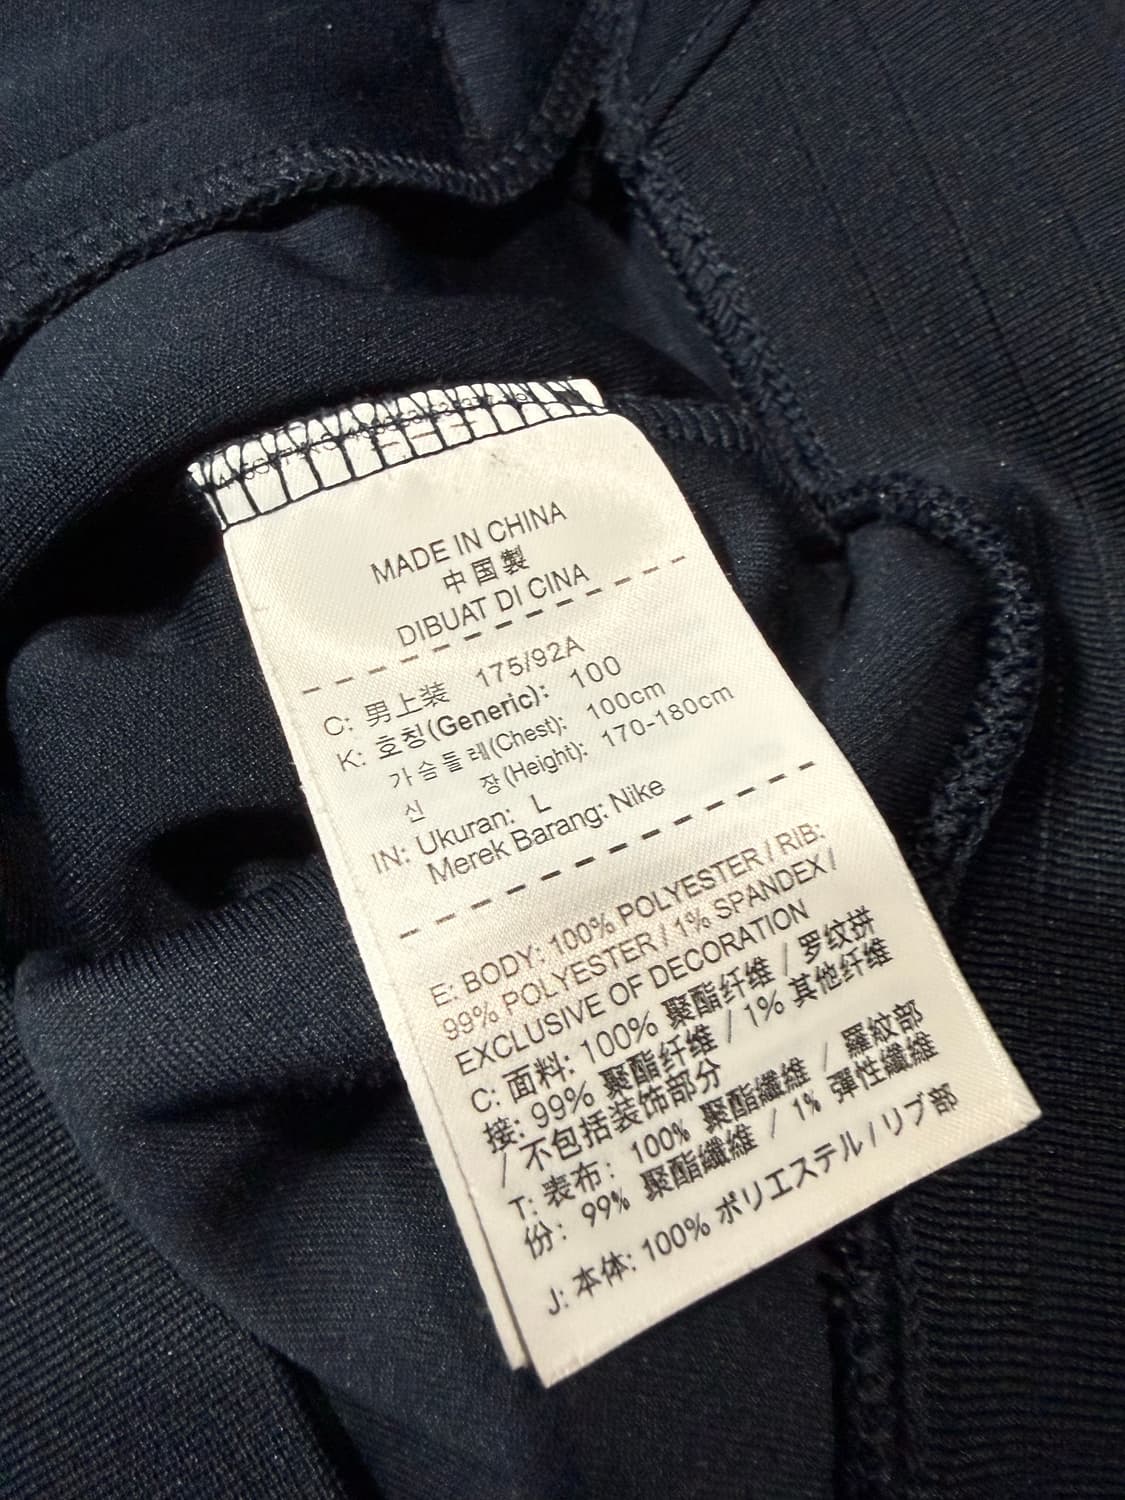 MADE IN CHINA
中国製
DIBUAT DI CINA
C: 男上装 175/92A
K: 호칭(Generic): 100
가슴둘레(Chest): 100cm
신 장(Height): 170-180cm
IN: Ukuran: L
Merek Barang: Nike
E: BODY: 100% POLYESTER / RIB:
99% POLYESTER / 1% SPANDEX /
EXCLUSIVE OF DECORATION
C: 面料: 100% 聚酯纤维 / 罗纹拼
接: 99% 聚酯纤维 / 1% 其他纤维
/ 不包括装饰部分
T: 表布: 100% 聚酯纖維 / 羅紋部
份: 99% 聚酯纖維 / 1% 彈性纖維
J: 本体: 100% ポリエステル / リブ部